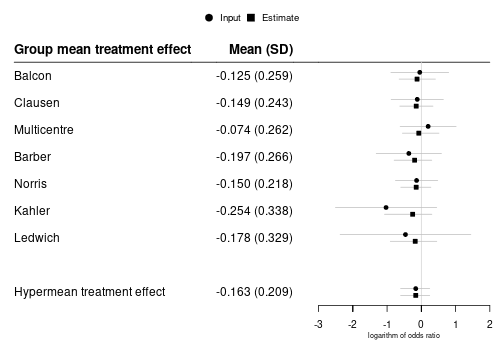 Input Estimate
Group mean treatment effect Mean (SD)
Balcon -0.125 (0.259)
Clausen -0.149 (0.243)
Multicentre -0.074 (0.262)
Barber -0.197 (0.266)
Norris -0.150 (0.218)
Kahler -0.254 (0.338)
Ledwich -0.178 (0.329)
Hypermean treatment effect -0.163 (0.209)
-3 -2 -1 0 1 2
logarithm of odds ratio